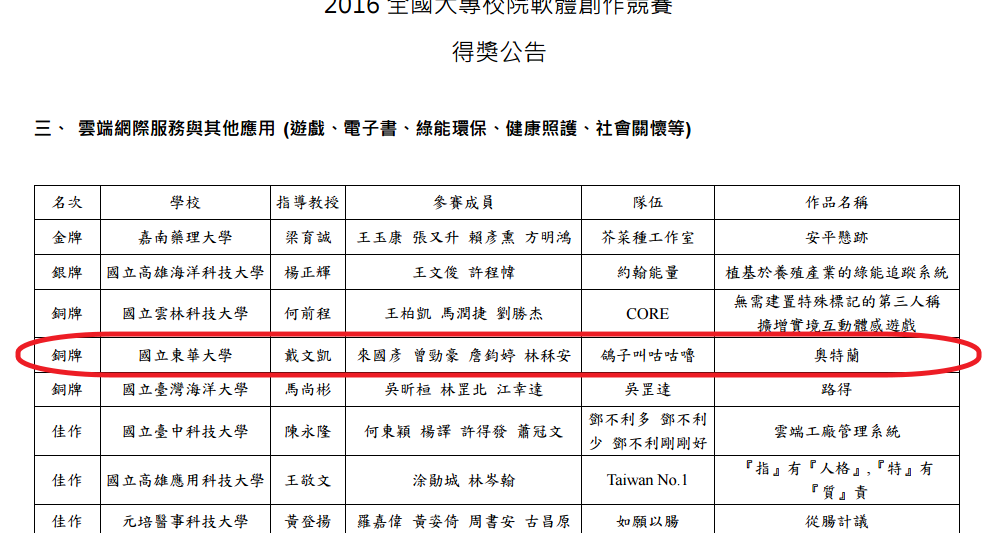 2016 全國大專校院軟體創作競賽
得獎公告
三、 雲端網際服務與其他應用 (遊戲、電子書、綠能環保、健康照護、社會關懷等)
名次 學校 指導教授 參賽成員 隊伍 作品名稱
金牌 嘉南藥理大學 梁育誠 王玉康 張又升 賴彥熏 方明鴻 芥菜種工作室 安平懸跡
銀牌 國立高雄海洋科技大學 楊正輝 王文俊 許程幃 約翰能量 植基於養殖產業的綠能追蹤系統
銅牌 國立雲林科技大學 何前程 王柏凱 馬潤捷 劉勝杰 CORE 無需建置特殊標記的第三人稱
擴增實境互動體感遊戲
銅牌 國立東華大學 戴文凱 來國彥 曾勁豪 詹鈞婷 林秝安 鴿子叫咕咕嚕 奧特蘭
銅牌 國立臺灣海洋大學 馬尚彬 吳昕桓 林罡北 江幸達 吳罡達 路得
佳作 國立臺中科技大學 陳永隆 何東穎 楊譯 許得發 蕭冠文 鄧不利多 鄧不利
少 鄧不利剛剛好 雲端工廠管理系統
佳作 國立高雄應用科技大學 王敬文 涂勛城 林岑翰 Taiwan No.1 『指』有『人格』,『特』有
『質』責
佳作 元培醫事科技大學 黃登揚 羅嘉偉 黃姿倚 周書安 古昌原 如願以腸 從腸計議